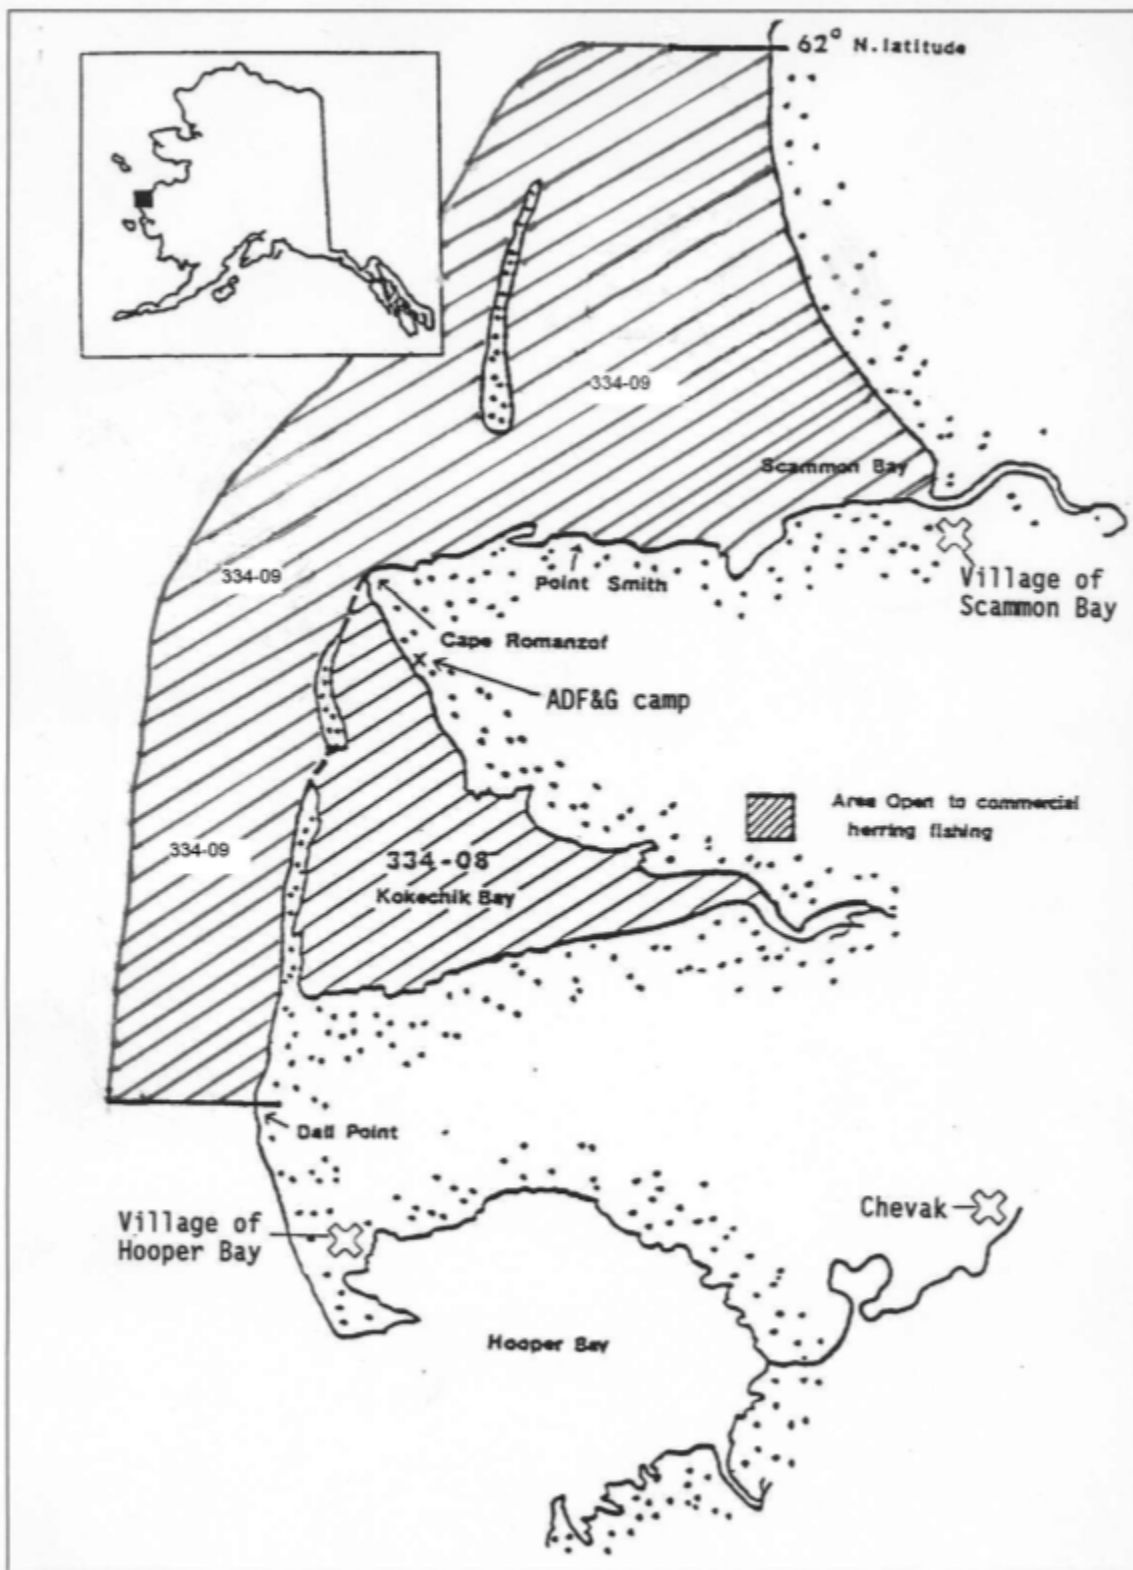 62° N. latitude
334-09
Scammon Bay
334-09
Point Smith
Village of
Scammon Bay
Cape Romanzof
ADF&G camp
Area Open to commercial
herring fishing
334-09
334-08
Kokechik Bay
Dall Point
Village of
Hooper Bay
Chevak
Hooper Bay